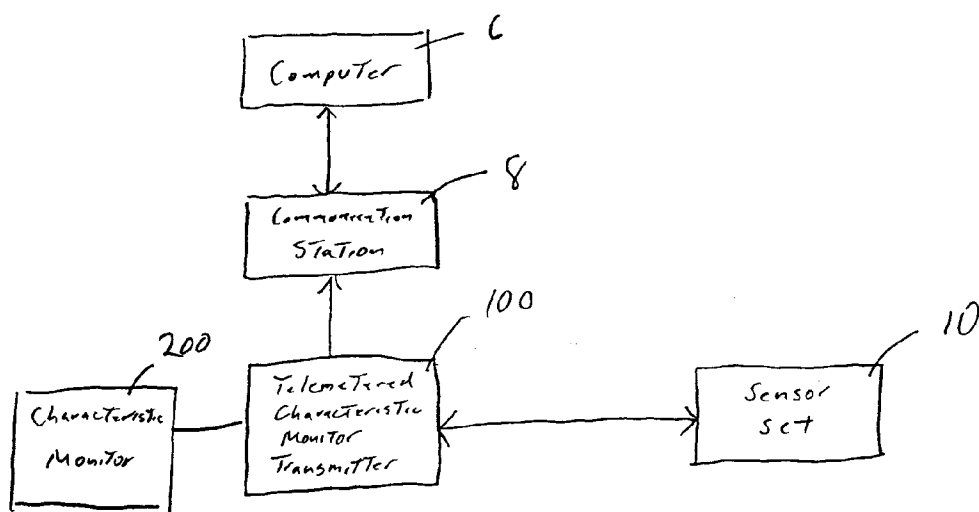 6
Computer
8
Communication
Station
100
10
200
Telemetered
Characteristic
Monitor
Transmitter
Sensor
set
Characteristic
Monitor